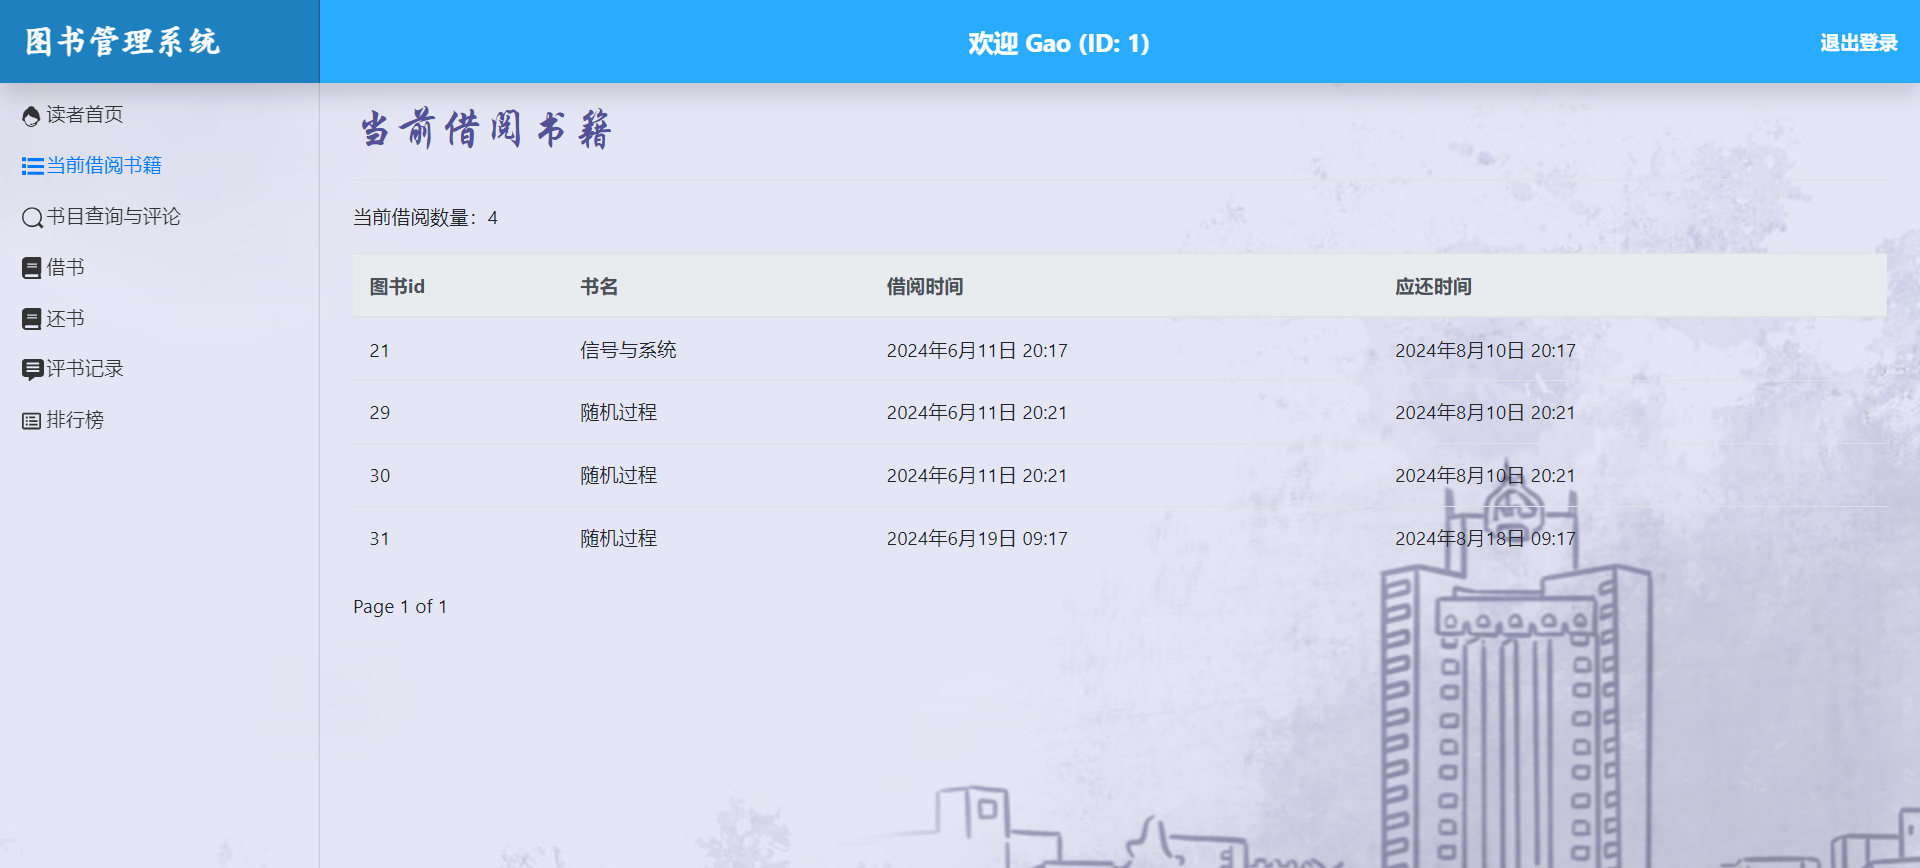 图书管理系统
欢迎 Gao (ID: 1)
退出登录
读者首页
当前借阅书籍
书目查询与评论
借书
还书
评书记录
排行榜
当前借阅书籍
当前借阅数量：4
图书id 书名 借阅时间 应还时间
21 信号与系统 2024年6月11日 20:17 2024年8月10日 20:17
29 随机过程 2024年6月11日 20:21 2024年8月10日 20:21
30 随机过程 2024年6月11日 20:21 2024年8月10日 20:21
31 随机过程 2024年6月19日 09:17 2024年8月18日 09:17
Page 1 of 1